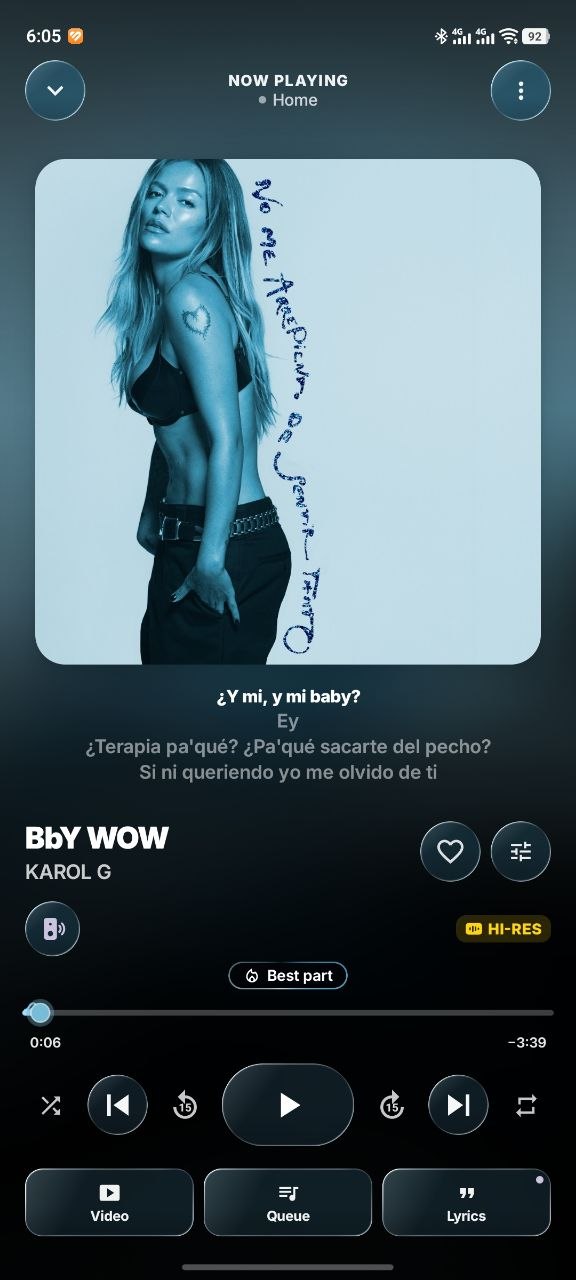 6:05
4G 4G 92
NOW PLAYING
Home
No ME ARREPiENTO DE SENTiR TANTO
¿Y mi, y mi baby?
Ey
¿Terapia pa'qué? ¿Pa'qué sacarte del pecho?
Si ni queriendo yo me olvido de ti
BbY WOW
KAROL G
HI-RES
Best part
0:06
−3:39
15
15
Video
Queue
Lyrics